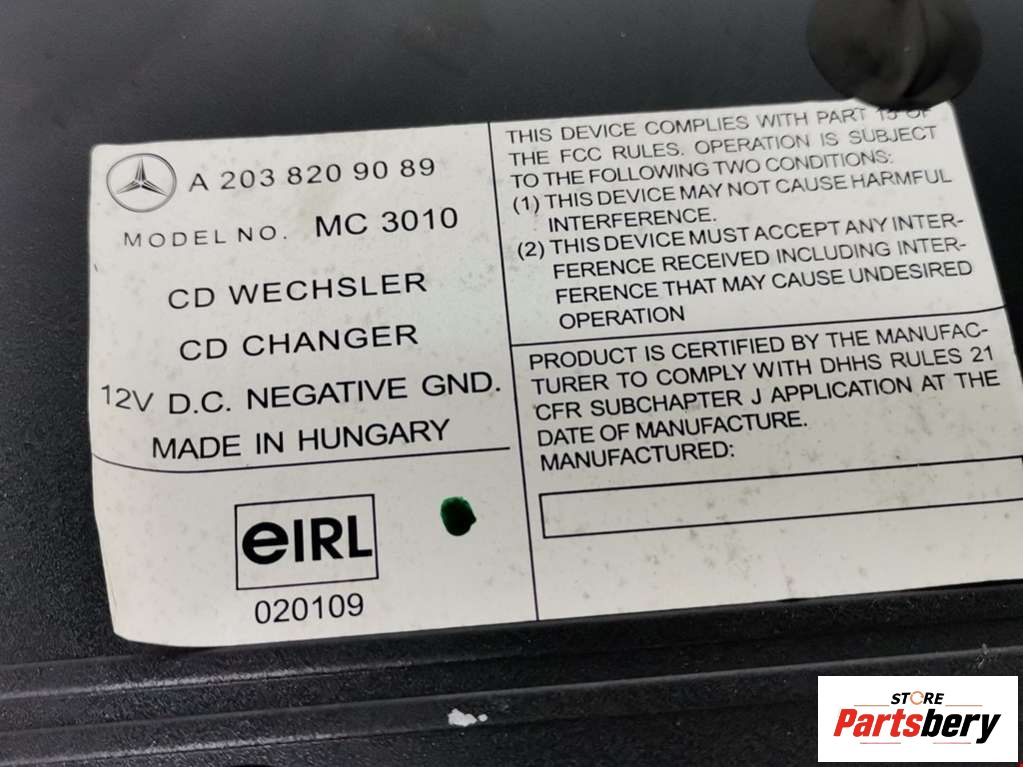 A 203 820 90 89
MODEL NO. MC 3010
CD WECHSLER
CD CHANGER
12V D.C. NEGATIVE GND.
MADE IN HUNGARY
eIRL
020109
THIS DEVICE COMPLIES WITH PART 15 OF
THE FCC RULES. OPERATION IS SUBJECT
TO THE FOLLOWING TWO CONDITIONS:
(1) THIS DEVICE MAY NOT CAUSE HARMFUL
INTERFERENCE.
(2) THIS DEVICE MUST ACCEPT ANY INTER-
FERENCE RECEIVED INCLUDING INTER-
FERENCE THAT MAY CAUSE UNDESIRED
OPERATION
PRODUCT IS CERTIFIED BY THE MANUFAC-
TURER TO COMPLY WITH DHHS RULES 21
CFR SUBCHAPTER J APPLICATION AT THE
DATE OF MANUFACTURE.
MANUFACTURED:
STORE
Partsbery